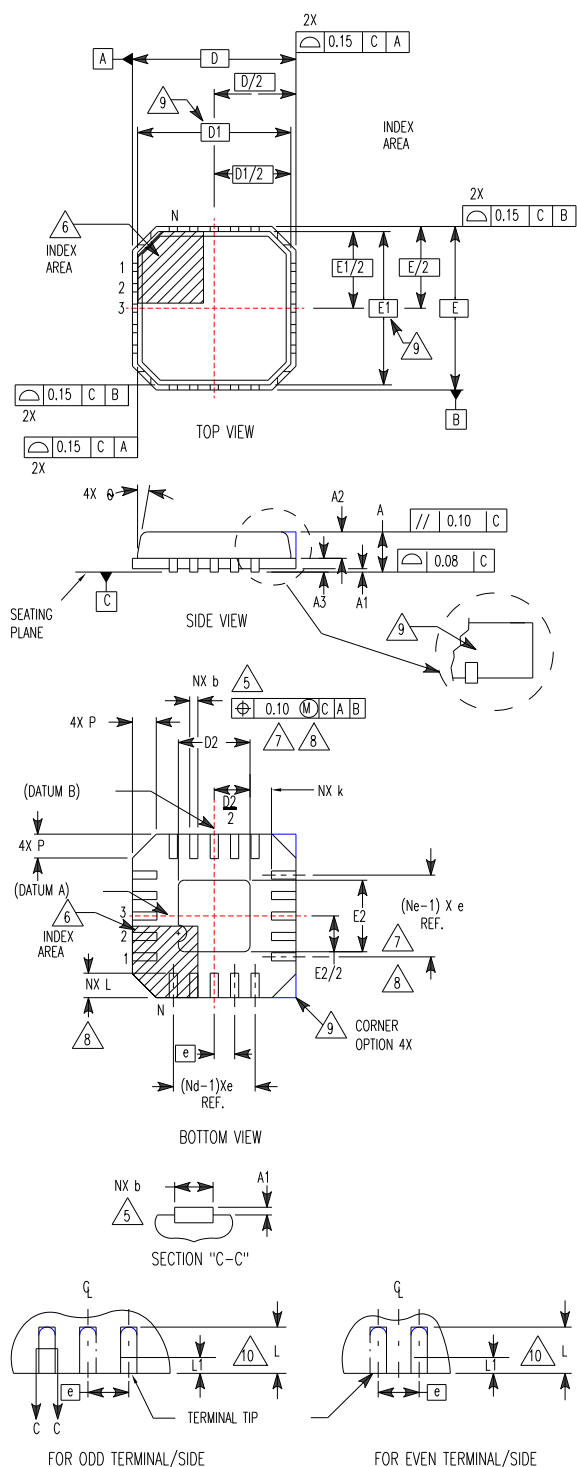 2X
0.15 C A
A
D
D/2
9
D1
INDEX
AREA
D1/2
2X
0.15 C B
N
6
INDEX
AREA
1
2
3
E1/2
E/2
E1
E
9
0.15 C B
2X
B
TOP VIEW
0.15 C A
2X
4X θ
A2
A
// 0.10 C
0.08 C
C
A3
A1
SEATING
PLANE
SIDE VIEW
9
NX b
5
0.10 M C A B
4X P
D2
7
8
(DATUM B)
D2
2
NX k
4X P
(DATUM A)
6
INDEX
AREA
3
2
1
E2
(Ne-1) X e
REF.
7
E2/2
NX L
8
8
N
9
CORNER
OPTION 4X
e
(Nd-1)Xe
REF.
BOTTOM VIEW
NX b
A1
5
SECTION "C-C"
C L
C L
L
10
L1
L
10
L1
e
e
TERMINAL TIP
C C
FOR ODD TERMINAL/SIDE
FOR EVEN TERMINAL/SIDE